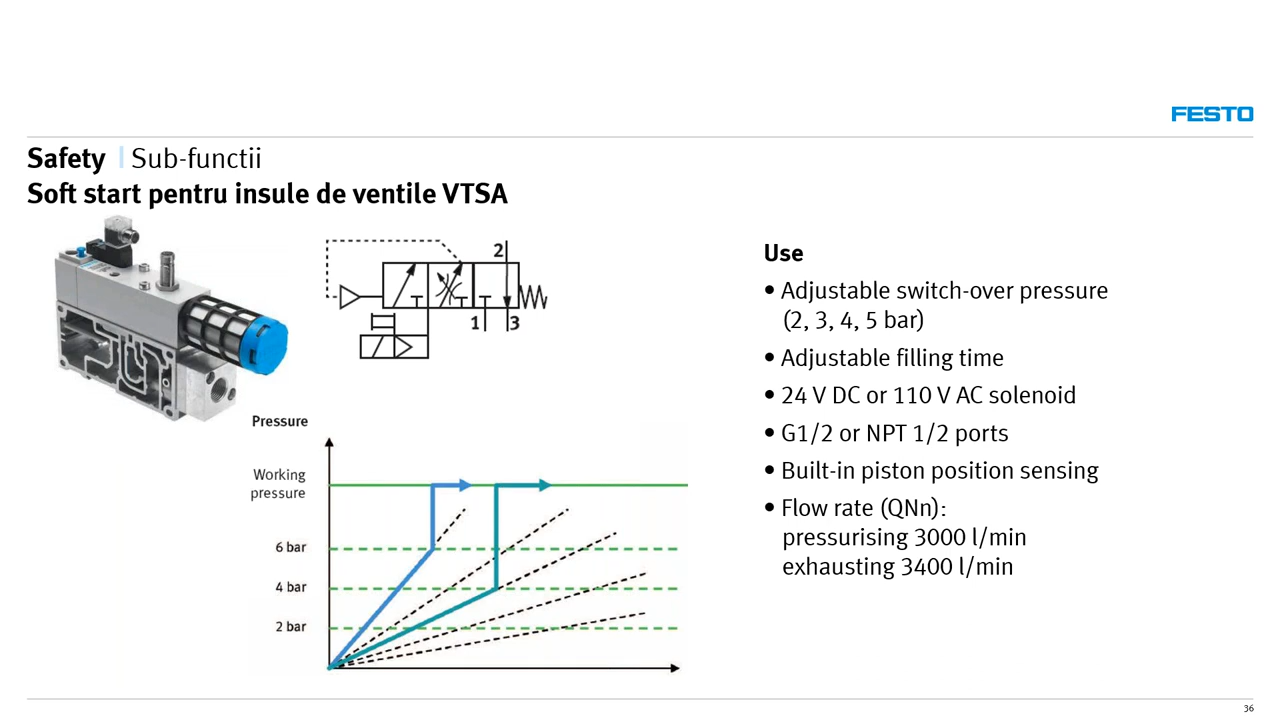 FESTO
Safety | Sub-functii
Soft start pentru insule de ventile VTSA
2
1
3
Use
• Adjustable switch-over pressure
(2, 3, 4, 5 bar)
• Adjustable filling time
• 24 V DC or 110 V AC solenoid
• G1/2 or NPT 1/2 ports
• Built-in piston position sensing
• Flow rate (QNn):
pressurising 3000 l/min
exhausting 3400 l/min
Pressure
Working
pressure
6 bar
4 bar
2 bar
36